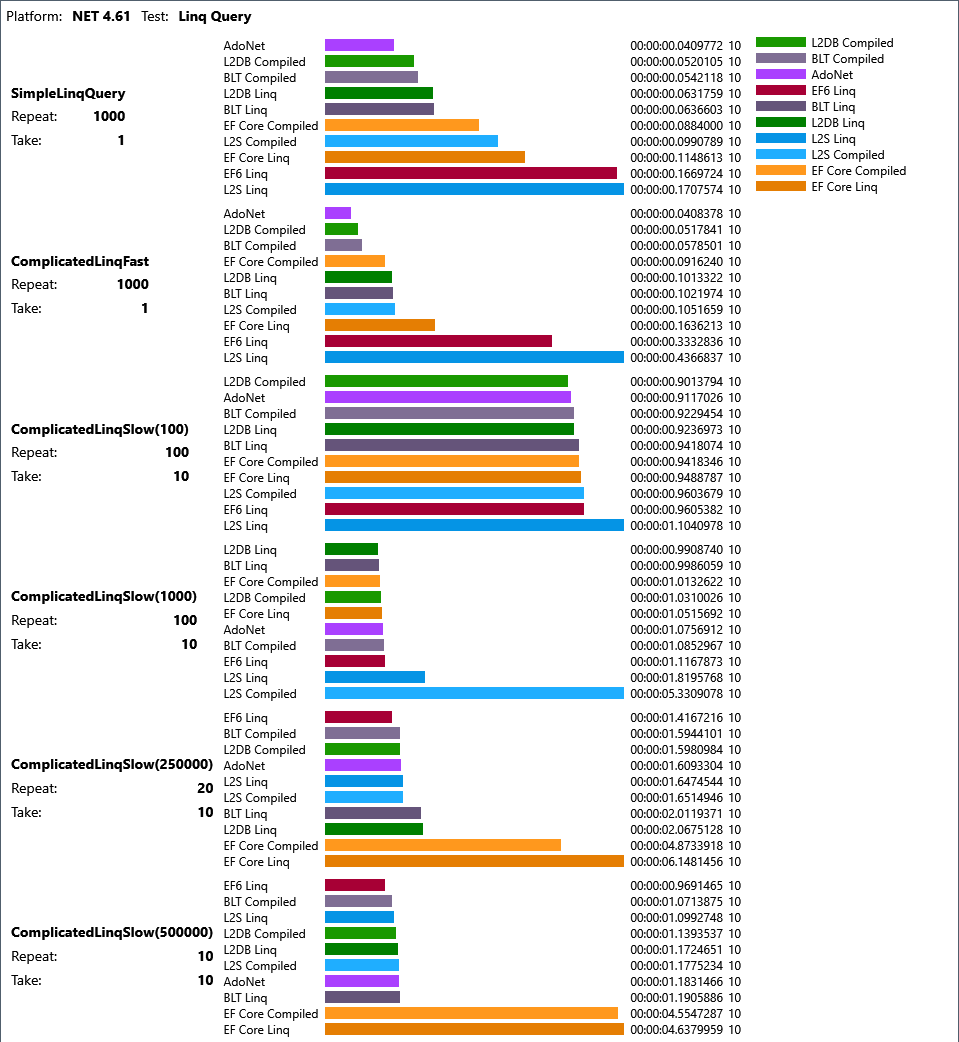 Platform: NET 4.61 Test: Linq Query
SimpleLinqQuery
Repeat: 1000
Take: 1
AdoNet 00:00:00.0409772 10
L2DB Compiled 00:00:00.0520105 10
BLT Compiled 00:00:00.0542118 10
L2DB Linq 00:00:00.0631759 10
BLT Linq 00:00:00.0636603 10
EF Core Compiled 00:00:00.0884000 10
L2S Compiled 00:00:00.0990789 10
EF Core Linq 00:00:00.1148613 10
EF6 Linq 00:00:00.1669724 10
L2S Linq 00:00:00.1707574 10
L2DB Compiled
BLT Compiled
AdoNet
EF6 Linq
BLT Linq
L2DB Linq
L2S Linq
L2S Compiled
EF Core Compiled
EF Core Linq
ComplicatedLinqFast
Repeat: 1000
Take: 1
AdoNet 00:00:00.0408378 10
L2DB Compiled 00:00:00.0517841 10
BLT Compiled 00:00:00.0578501 10
EF Core Compiled 00:00:00.0916240 10
L2DB Linq 00:00:00.1013322 10
BLT Linq 00:00:00.1021974 10
L2S Compiled 00:00:00.1051659 10
EF Core Linq 00:00:00.1636213 10
EF6 Linq 00:00:00.3332836 10
L2S Linq 00:00:00.4366837 10
ComplicatedLinqSlow(100)
Repeat: 100
Take: 10
L2DB Compiled 00:00:00.9013794 10
AdoNet 00:00:00.9117026 10
BLT Compiled 00:00:00.9229454 10
L2DB Linq 00:00:00.9236973 10
BLT Linq 00:00:00.9418074 10
EF Core Compiled 00:00:00.9418346 10
EF Core Linq 00:00:00.9488787 10
L2S Compiled 00:00:00.9603679 10
EF6 Linq 00:00:00.9605382 10
L2S Linq 00:00:01.1040978 10
ComplicatedLinqSlow(1000)
Repeat: 100
Take: 10
L2DB Linq 00:00:00.9908740 10
BLT Linq 00:00:00.9986059 10
EF Core Compiled 00:00:01.0132622 10
L2DB Compiled 00:00:01.0310026 10
EF Core Linq 00:00:01.0515692 10
AdoNet 00:00:01.0756912 10
BLT Compiled 00:00:01.0852967 10
EF6 Linq 00:00:01.1167873 10
L2S Linq 00:00:01.8195768 10
L2S Compiled 00:00:05.3309078 10
ComplicatedLinqSlow(250000)
Repeat: 20
Take: 10
EF6 Linq 00:00:01.4167216 10
BLT Compiled 00:00:01.5944101 10
L2DB Compiled 00:00:01.5980984 10
AdoNet 00:00:01.6093304 10
L2S Linq 00:00:01.6474544 10
L2S Compiled 00:00:01.6514946 10
BLT Linq 00:00:02.0119371 10
L2DB Linq 00:00:02.0675128 10
EF Core Compiled 00:00:04.8733918 10
EF Core Linq 00:00:06.1481456 10
ComplicatedLinqSlow(500000)
Repeat: 10
Take: 10
EF6 Linq 00:00:00.9691465 10
BLT Compiled 00:00:01.0713875 10
L2S Linq 00:00:01.0992748 10
L2DB Compiled 00:00:01.1393537 10
L2DB Linq 00:00:01.1724651 10
L2S Compiled 00:00:01.1775234 10
AdoNet 00:00:01.1831466 10
BLT Linq 00:00:01.1905886 10
EF Core Compiled 00:00:04.5547287 10
EF Core Linq 00:00:04.6379959 10